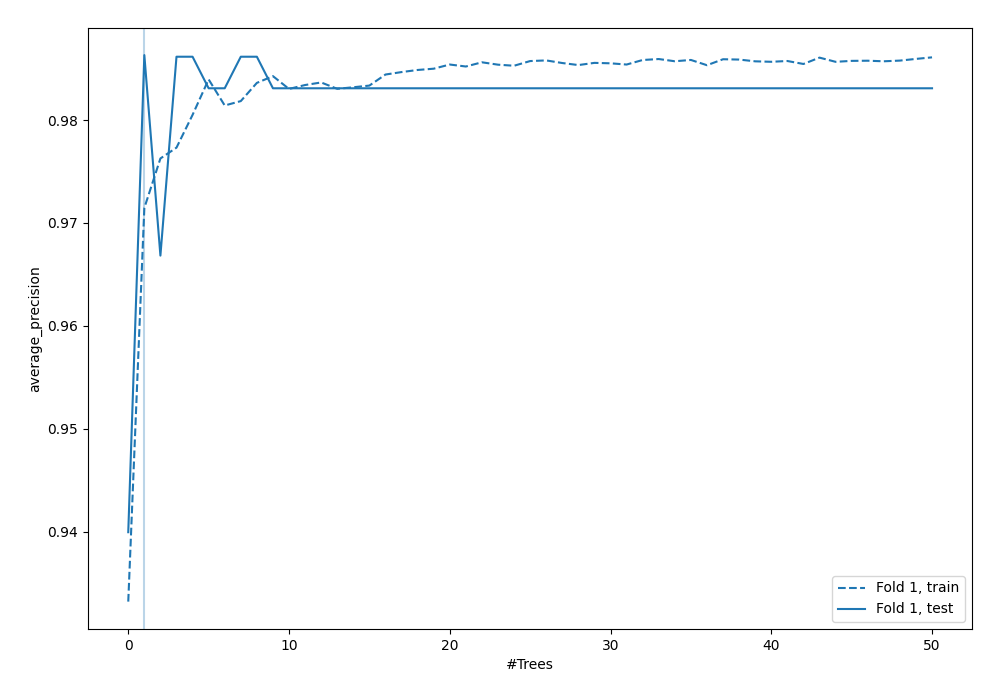 0.98
0.97
0.96
0.95
0.94
average_precision
0 10 20 30 40 50
#Trees
Fold 1, train
Fold 1, test